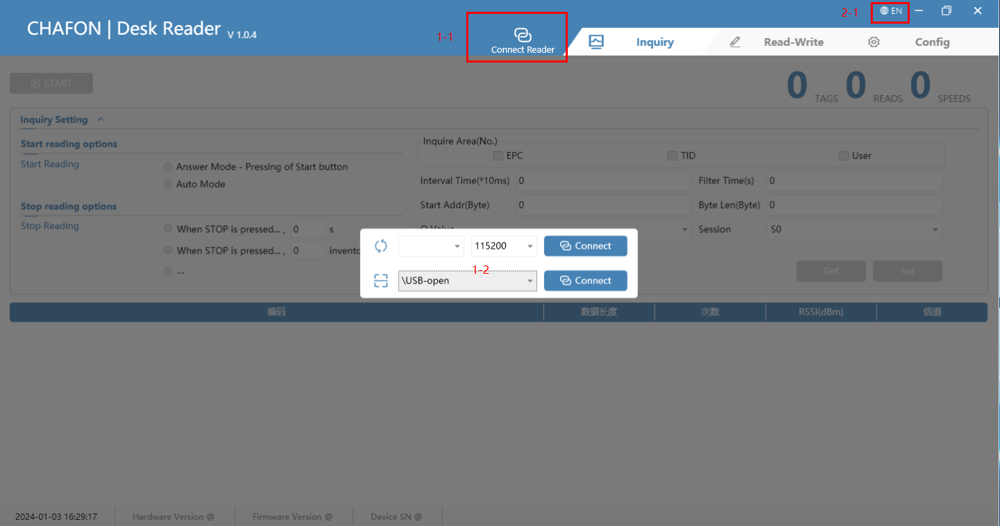 2-1
EN
CHAFON | Desk Reader V 1.0.4
1-1
Connect Reader
Inquiry
Read-Write
Config
START
0 TAGS 0 READS 0 SPEEDS
Inquiry Setting
Start reading options
Start Reading
Answer Mode - Pressing of Start button
Auto Mode
Stop reading options
Stop Reading
When STOP is pressed... , 0 s
When STOP is pressed... , 0 invento
--
Inquire Area(No.)
EPC TID User
Interval Time(*10ms) 0 Filter Time(s) 0
Start Addr(Byte) 0 Byte Len(Byte) 0
Session S0
Get Set
115200 Connect
1-2
\USB-open Connect
编码 数据长度 次数 RSSI(dBm) 信道
2024-01-03 16:29:17 Hardware Version @ Firmware Version @ Device SN @